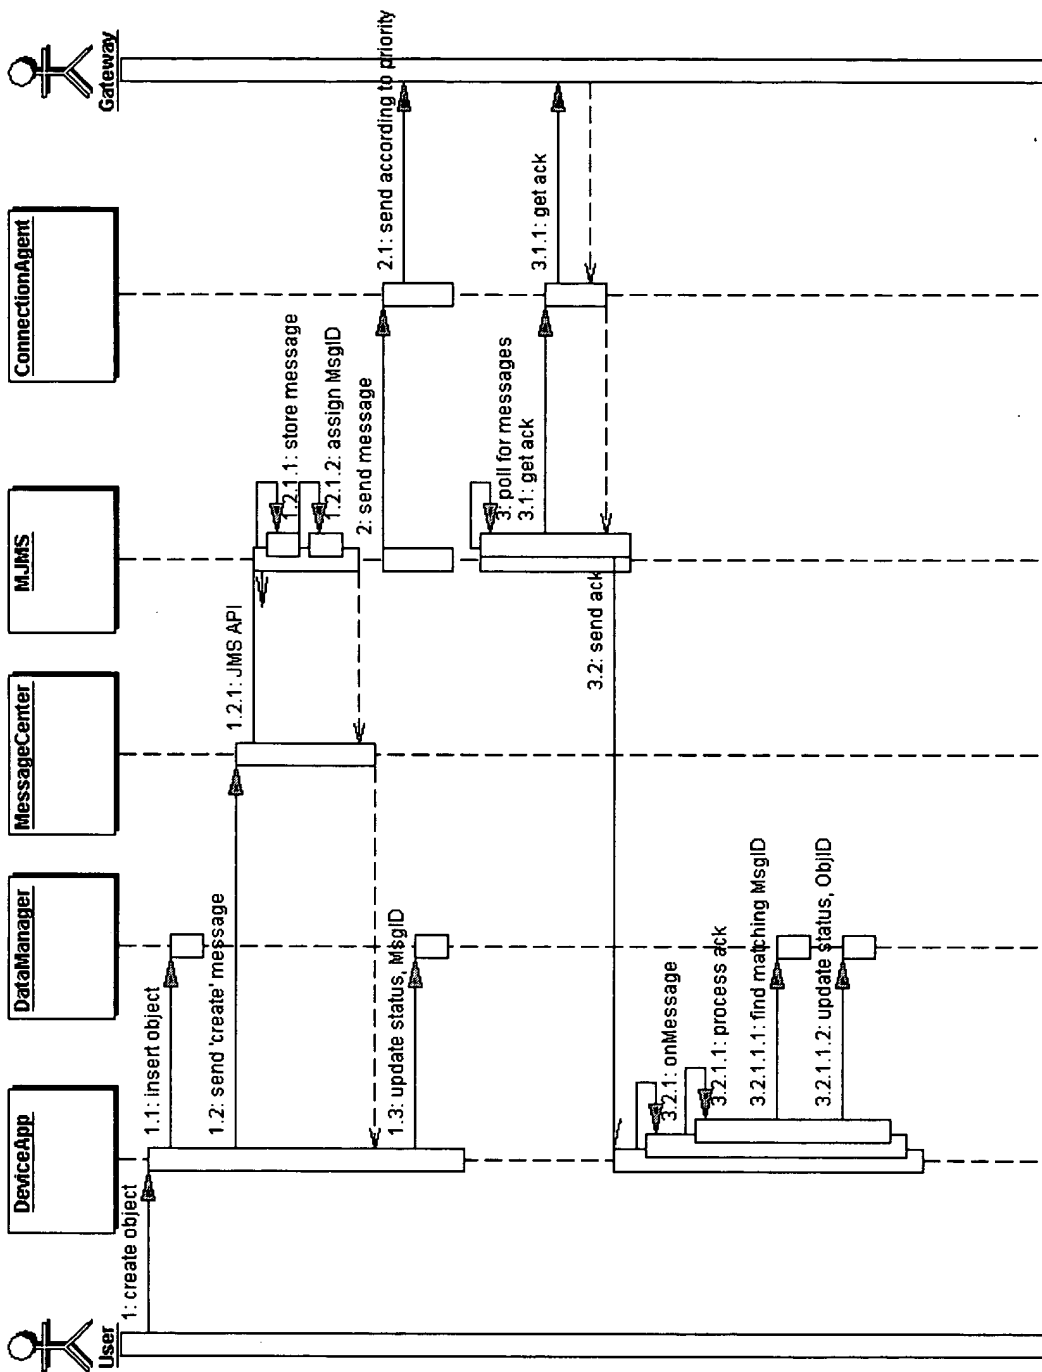 User
DeviceApp
DataManager
MessageCenter
MJMS
ConnectionAgent
Gateway
1: create object
1.1: insert object
1.2: send 'create' message
1.2.1: JMS API
1.2.1.1: store message
1.2.1.2: assign MsgID
2: send message
2.1: send according to priority
1.3: update status, MsgID
3: poll for messages
3.1: get ack
3.1.1: get ack
3.2: send ack
3.2.1: onMessage
3.2.1.1: process ack
3.2.1.1.1: find matching MsgID
3.2.1.1.2: update status, ObjID